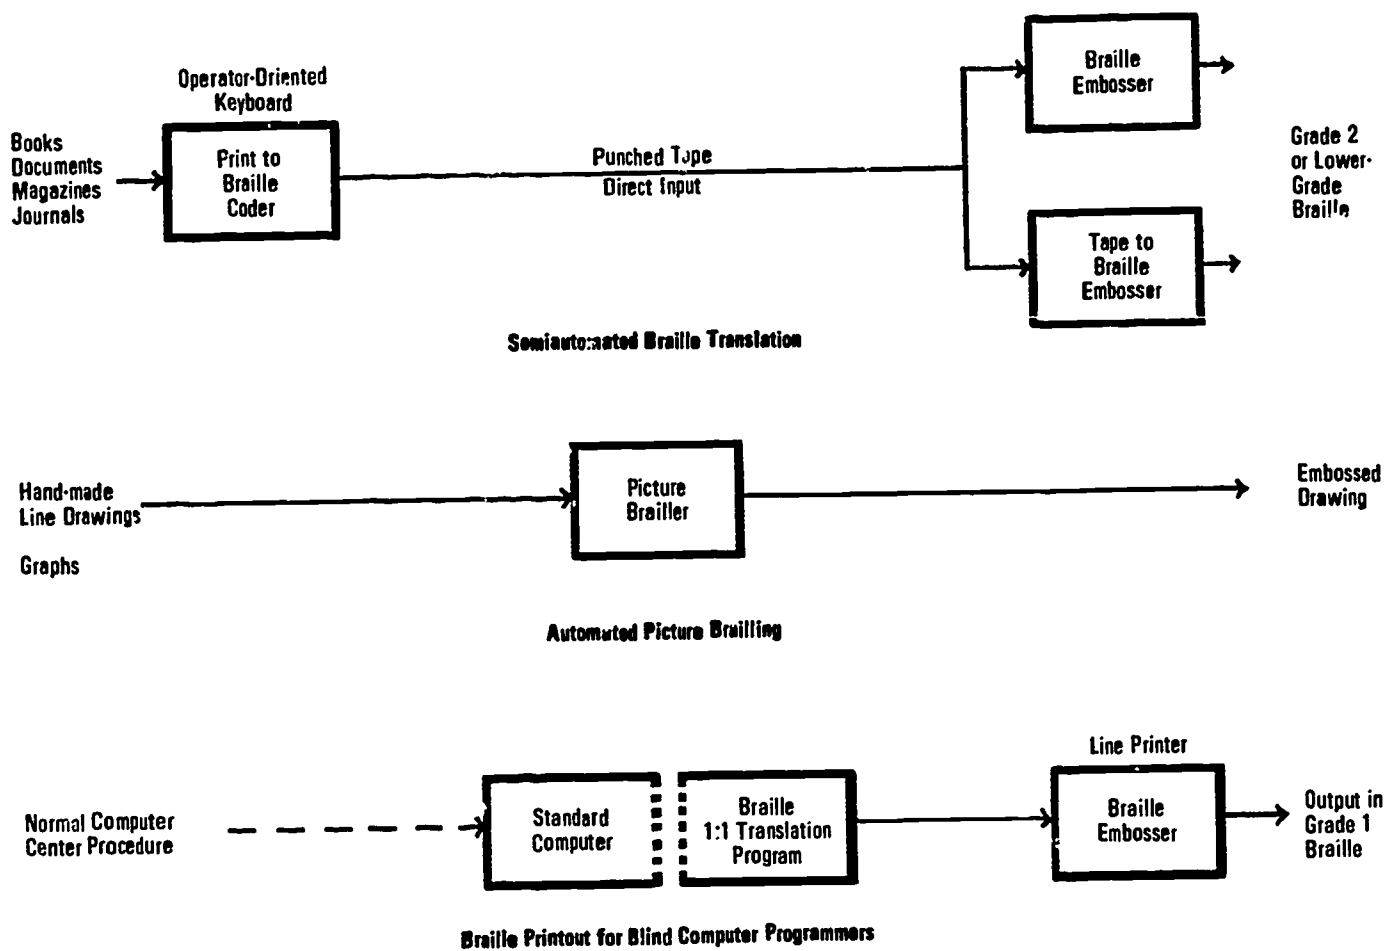 Operator-Oriented
Keyboard
Books
Documents
Magazines
Journals
Print to
Braille
Coder
Punched Tape
Direct Input
Braille
Embosser
Tape to
Braille
Embosser
Grade 2
or Lower-
Grade
Braille
Semiautomated Braille Translation
Hand-made
Line Drawings
Graphs
Picture
Brailler
Embossed
Drawing
Automated Picture Brailling
Normal Computer
Center Procedure
Standard
Computer
Braille
1:1 Translation
Program
Line Printer
Braille
Embosser
Output in
Grade 1
Braille
Braille Printout for Blind Computer Programmers